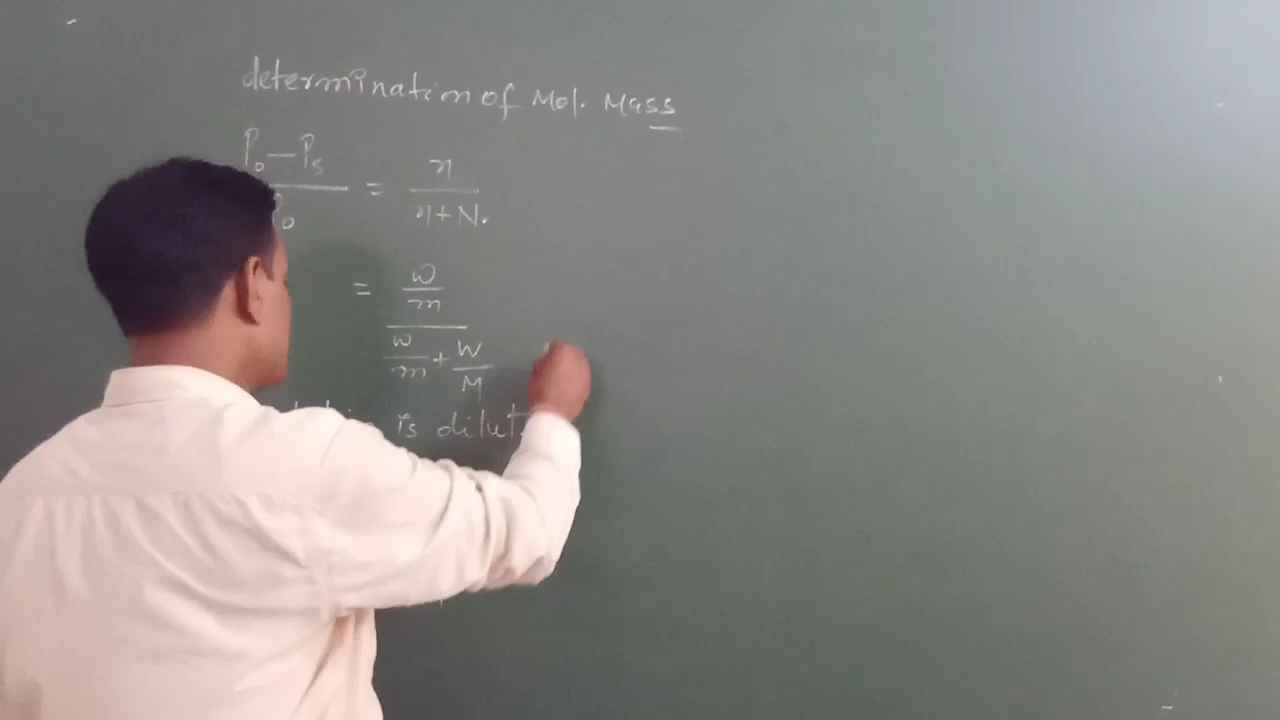 determination of Mol. Mass
P₀ - Pₛ / P₀ = n / n + N.
= w/m / w/m + W/M
is dilut